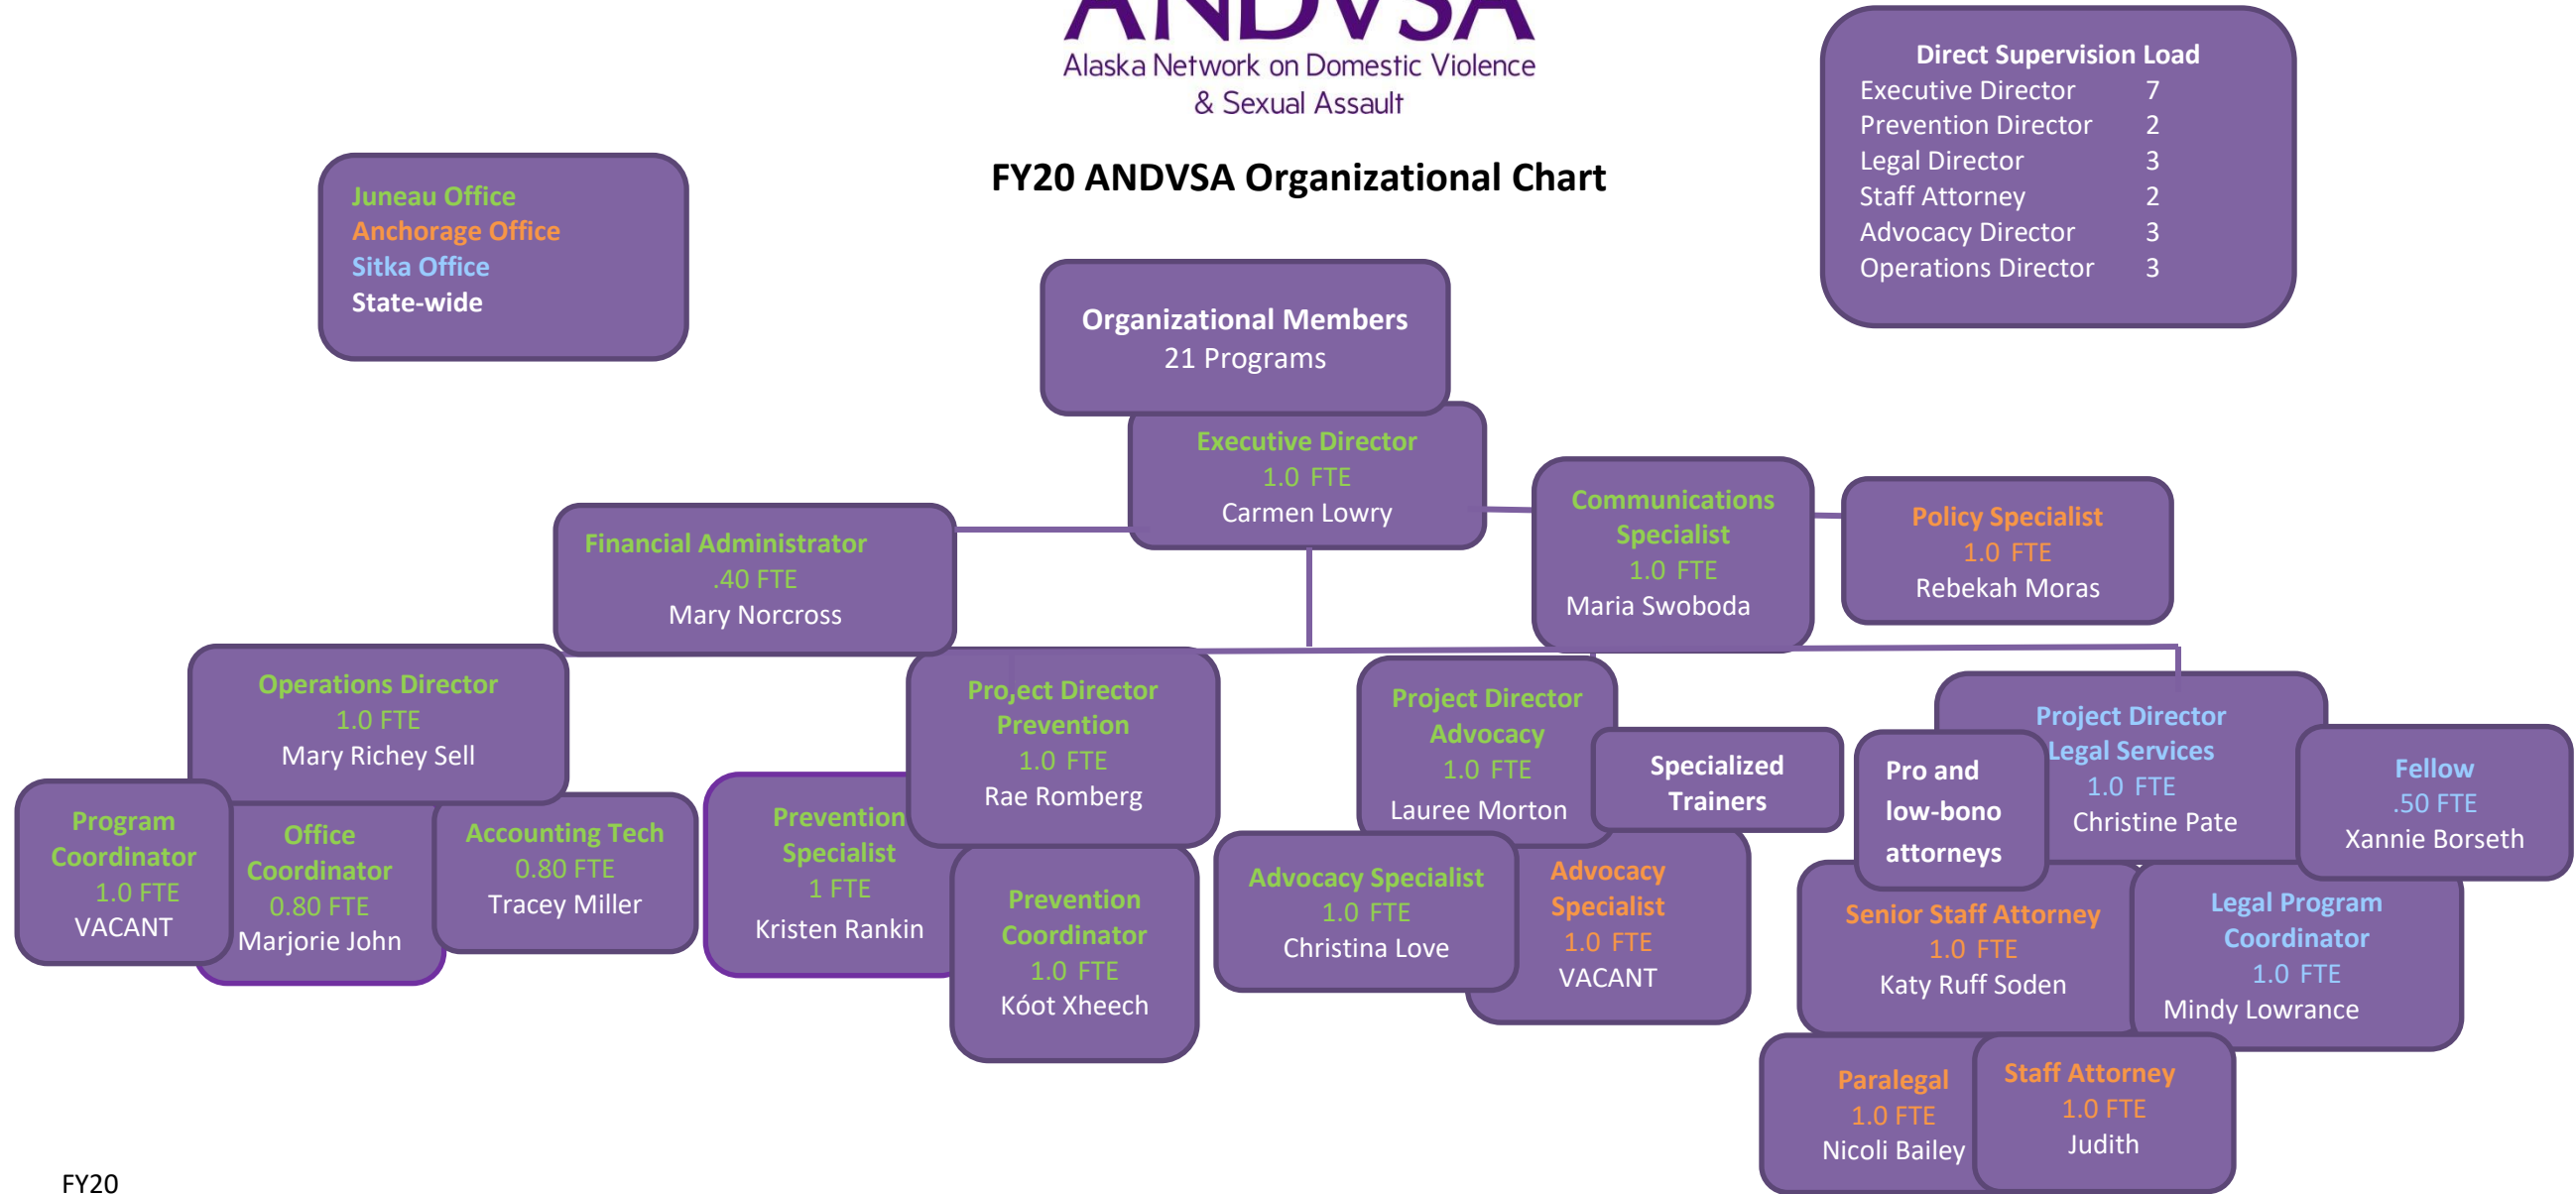 ANDVSA
Alaska Network on Domestic Violence
& Sexual Assault
FY20 ANDVSA Organizational Chart
Juneau Office
Anchorage Office
Sitka Office
State-wide
Direct Supervision Load
Executive Director 7
Prevention Director 2
Legal Director 3
Staff Attorney 2
Advocacy Director 3
Operations Director 3
Organizational Members
21 Programs
Executive Director
1.0 FTE
Carmen Lowry
Financial Administrator
.40 FTE
Mary Norcross
Communications
Specialist
1.0 FTE
Maria Swoboda
Policy Specialist
1.0 FTE
Rebekah Moras
Operations Director
1.0 FTE
Mary Richey Sell
Program
Coordinator
1.0 FTE
VACANT
Office
Coordinator
0.80 FTE
Marjorie John
Accounting Tech
0.80 FTE
Tracey Miller
Project Director
Prevention
1.0 FTE
Rae Romberg
Prevention
Specialist
1 FTE
Kristen Rankin
Prevention
Coordinator
1.0 FTE
Kóot Xheech
Project Director
Advocacy
1.0 FTE
Lauree Morton
Specialized
Trainers
Advocacy Specialist
1.0 FTE
Christina Love
Advocacy
Specialist
1.0 FTE
VACANT
Project Director
Legal Services
1.0 FTE
Christine Pate
Pro and
low-bono
attorneys
Fellow
.50 FTE
Xannie Borseth
Senior Staff Attorney
1.0 FTE
Katy Ruff Soden
Legal Program
Coordinator
1.0 FTE
Mindy Lowrance
Paralegal
1.0 FTE
Nicoli Bailey
Staff Attorney
1.0 FTE
Judith
FY20